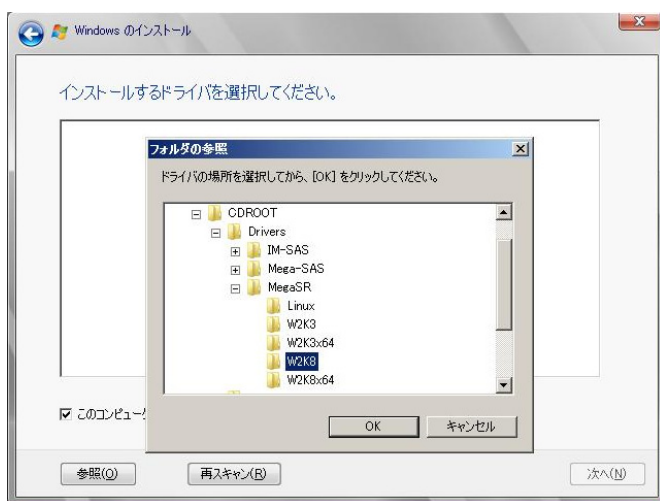 Windows のインストール
インストールするドライバを選択してください。
フォルダの参照
ドライバの場所を選択してから、[OK] をクリックしてください。
CDROOT
Drivers
IM-SAS
Mega-SAS
MegaSR
Linux
W2K3
W2K3x64
W2K8
W2K8x64
このコンピュー
OK
キャンセル
参照(O)
再スキャン(R)
次へ(N)